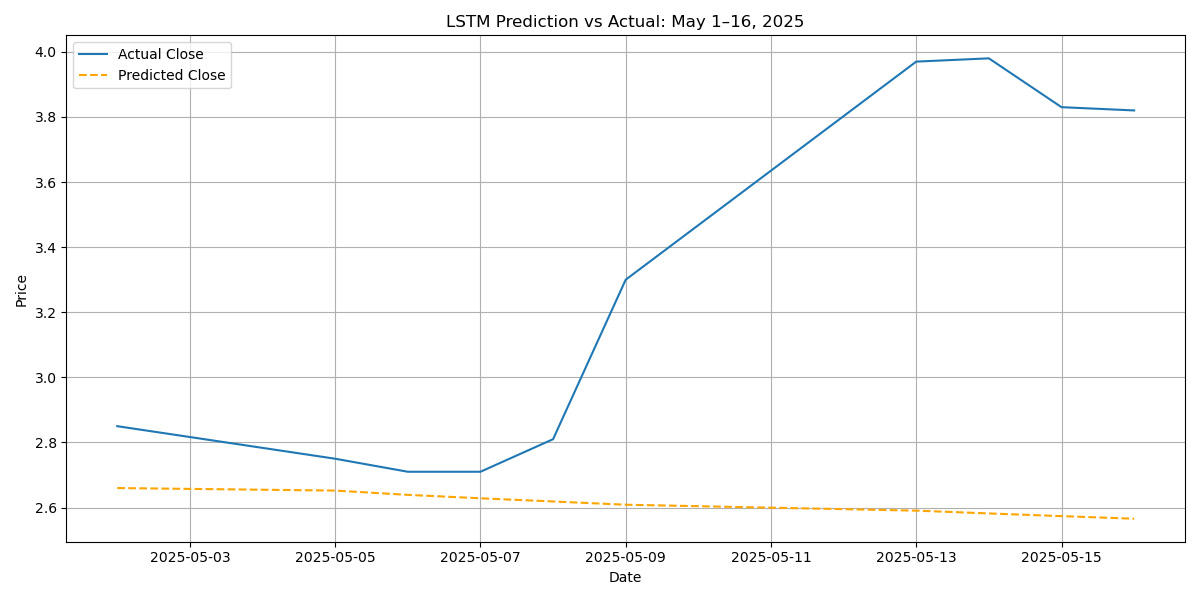 LSTM Prediction vs Actual: May 1–16, 2025
Actual Close
Predicted Close
4.0
3.8
3.6
3.4
3.2
3.0
2.8
2.6
Price
2025-05-03 2025-05-05 2025-05-07 2025-05-09 2025-05-11 2025-05-13 2025-05-15
Date